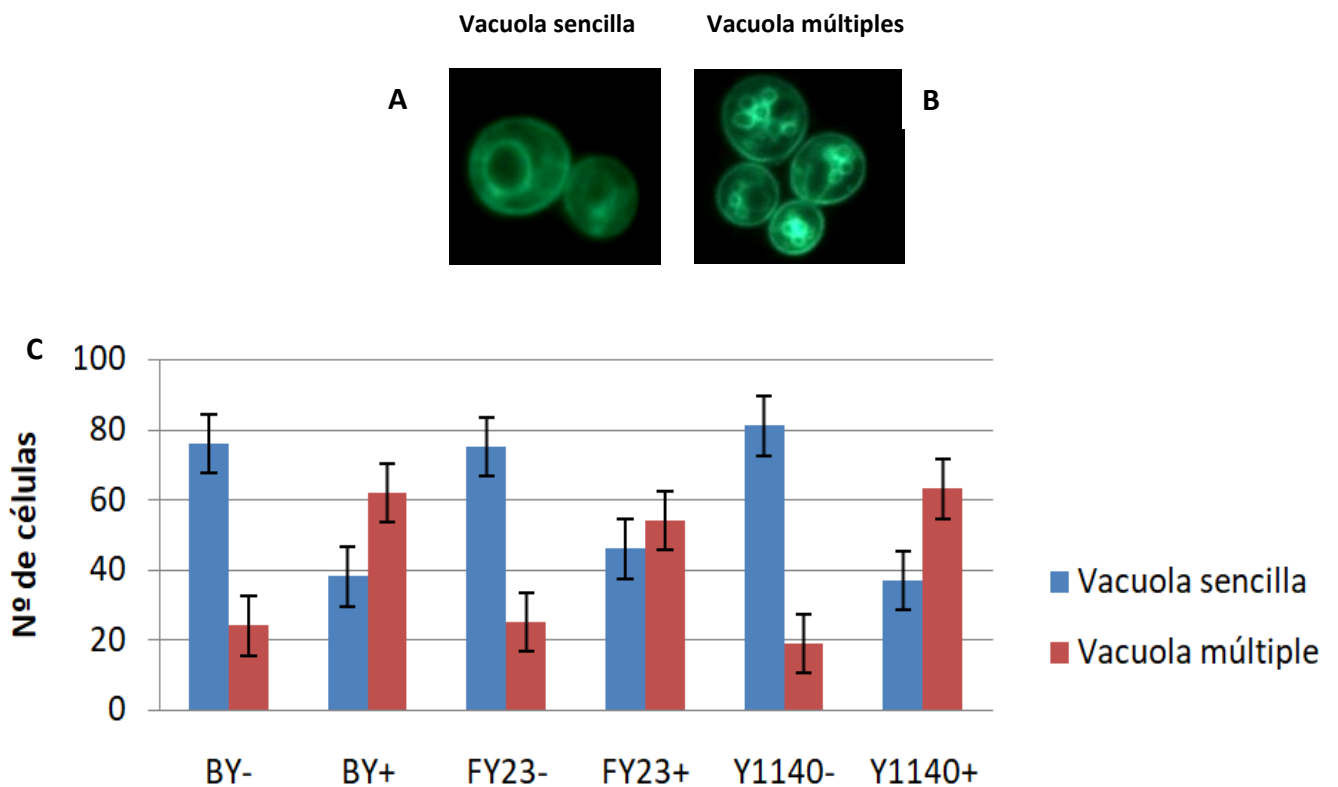 Vacuola sencilla
Vacuola múltiples
A
B
C
Nº de células
100
80
60
40
20
0
BY-
BY+
FY23-
FY23+
Y1140-
Y1140+
Vacuola sencilla
Vacuola múltiple